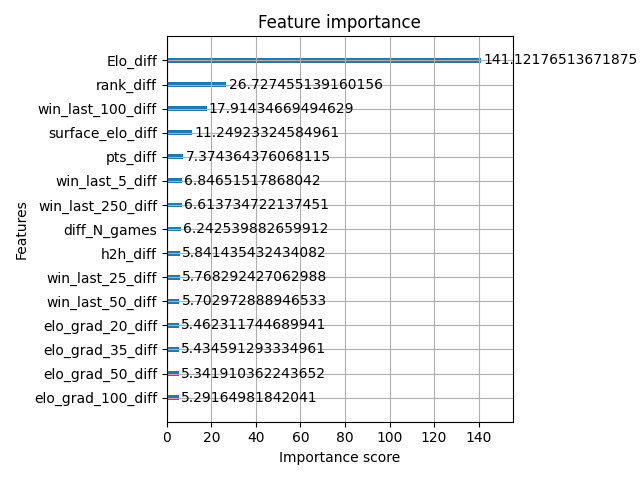 Feature importance
Elo_diff 141.12176513671875
rank_diff 26.727455139160156
win_last_100_diff 17.91434669494629
surface_elo_diff 11.24923324584961
pts_diff 7.374364376068115
win_last_5_diff 6.84651517868042
win_last_250_diff 6.613734722137451
diff_N_games 6.242539882659912
h2h_diff 5.841435432434082
win_last_25_diff 5.768292427062988
win_last_50_diff 5.702972888946533
elo_grad_20_diff 5.462311744689941
elo_grad_35_diff 5.434591293334961
elo_grad_50_diff 5.341910362243652
elo_grad_100_diff 5.29164981842041
Features
0 20 40 60 80 100 120 140
Importance score